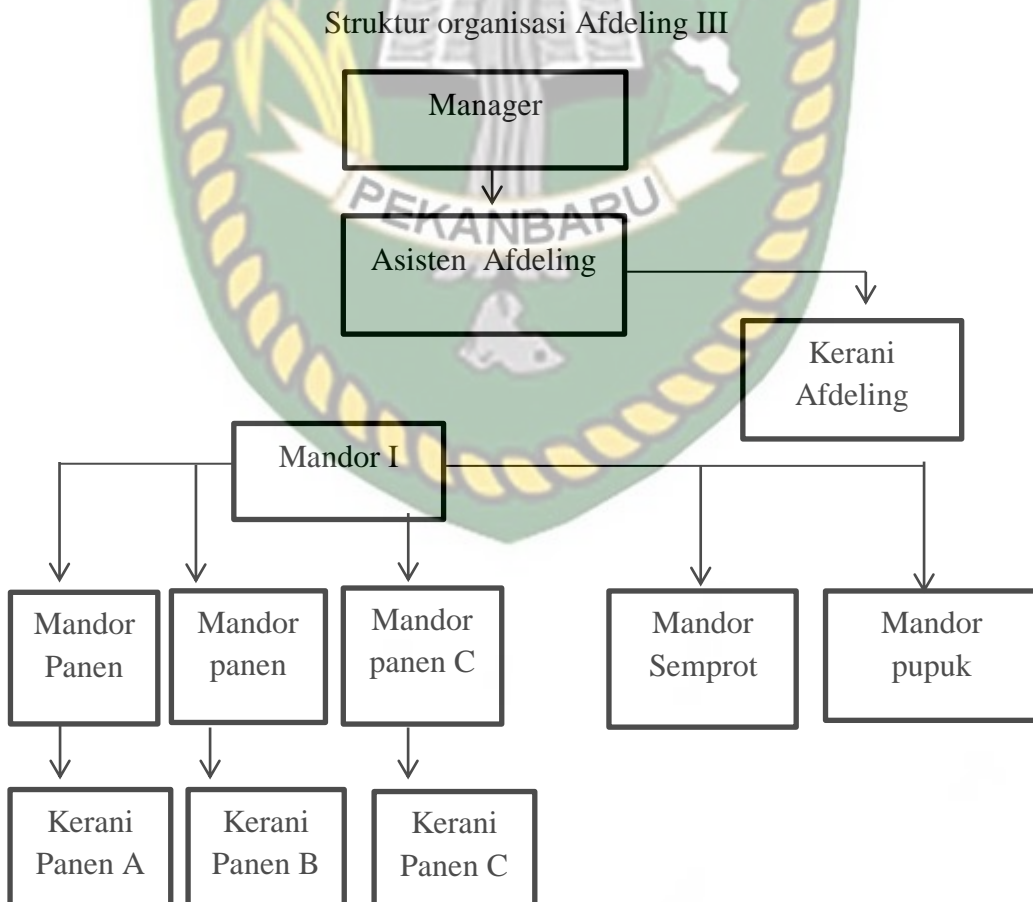 Struktur organisasi Afdeling III
Manager
PEKANBARU
Asisten Afdeling
Kerani
Afdeling
Mandor I
Mandor
Panen
Mandor
panen
Mandor
panen C
Mandor
Semprot
Mandor
pupuk
Kerani
Panen A
Kerani
Panen B
Kerani
Panen C